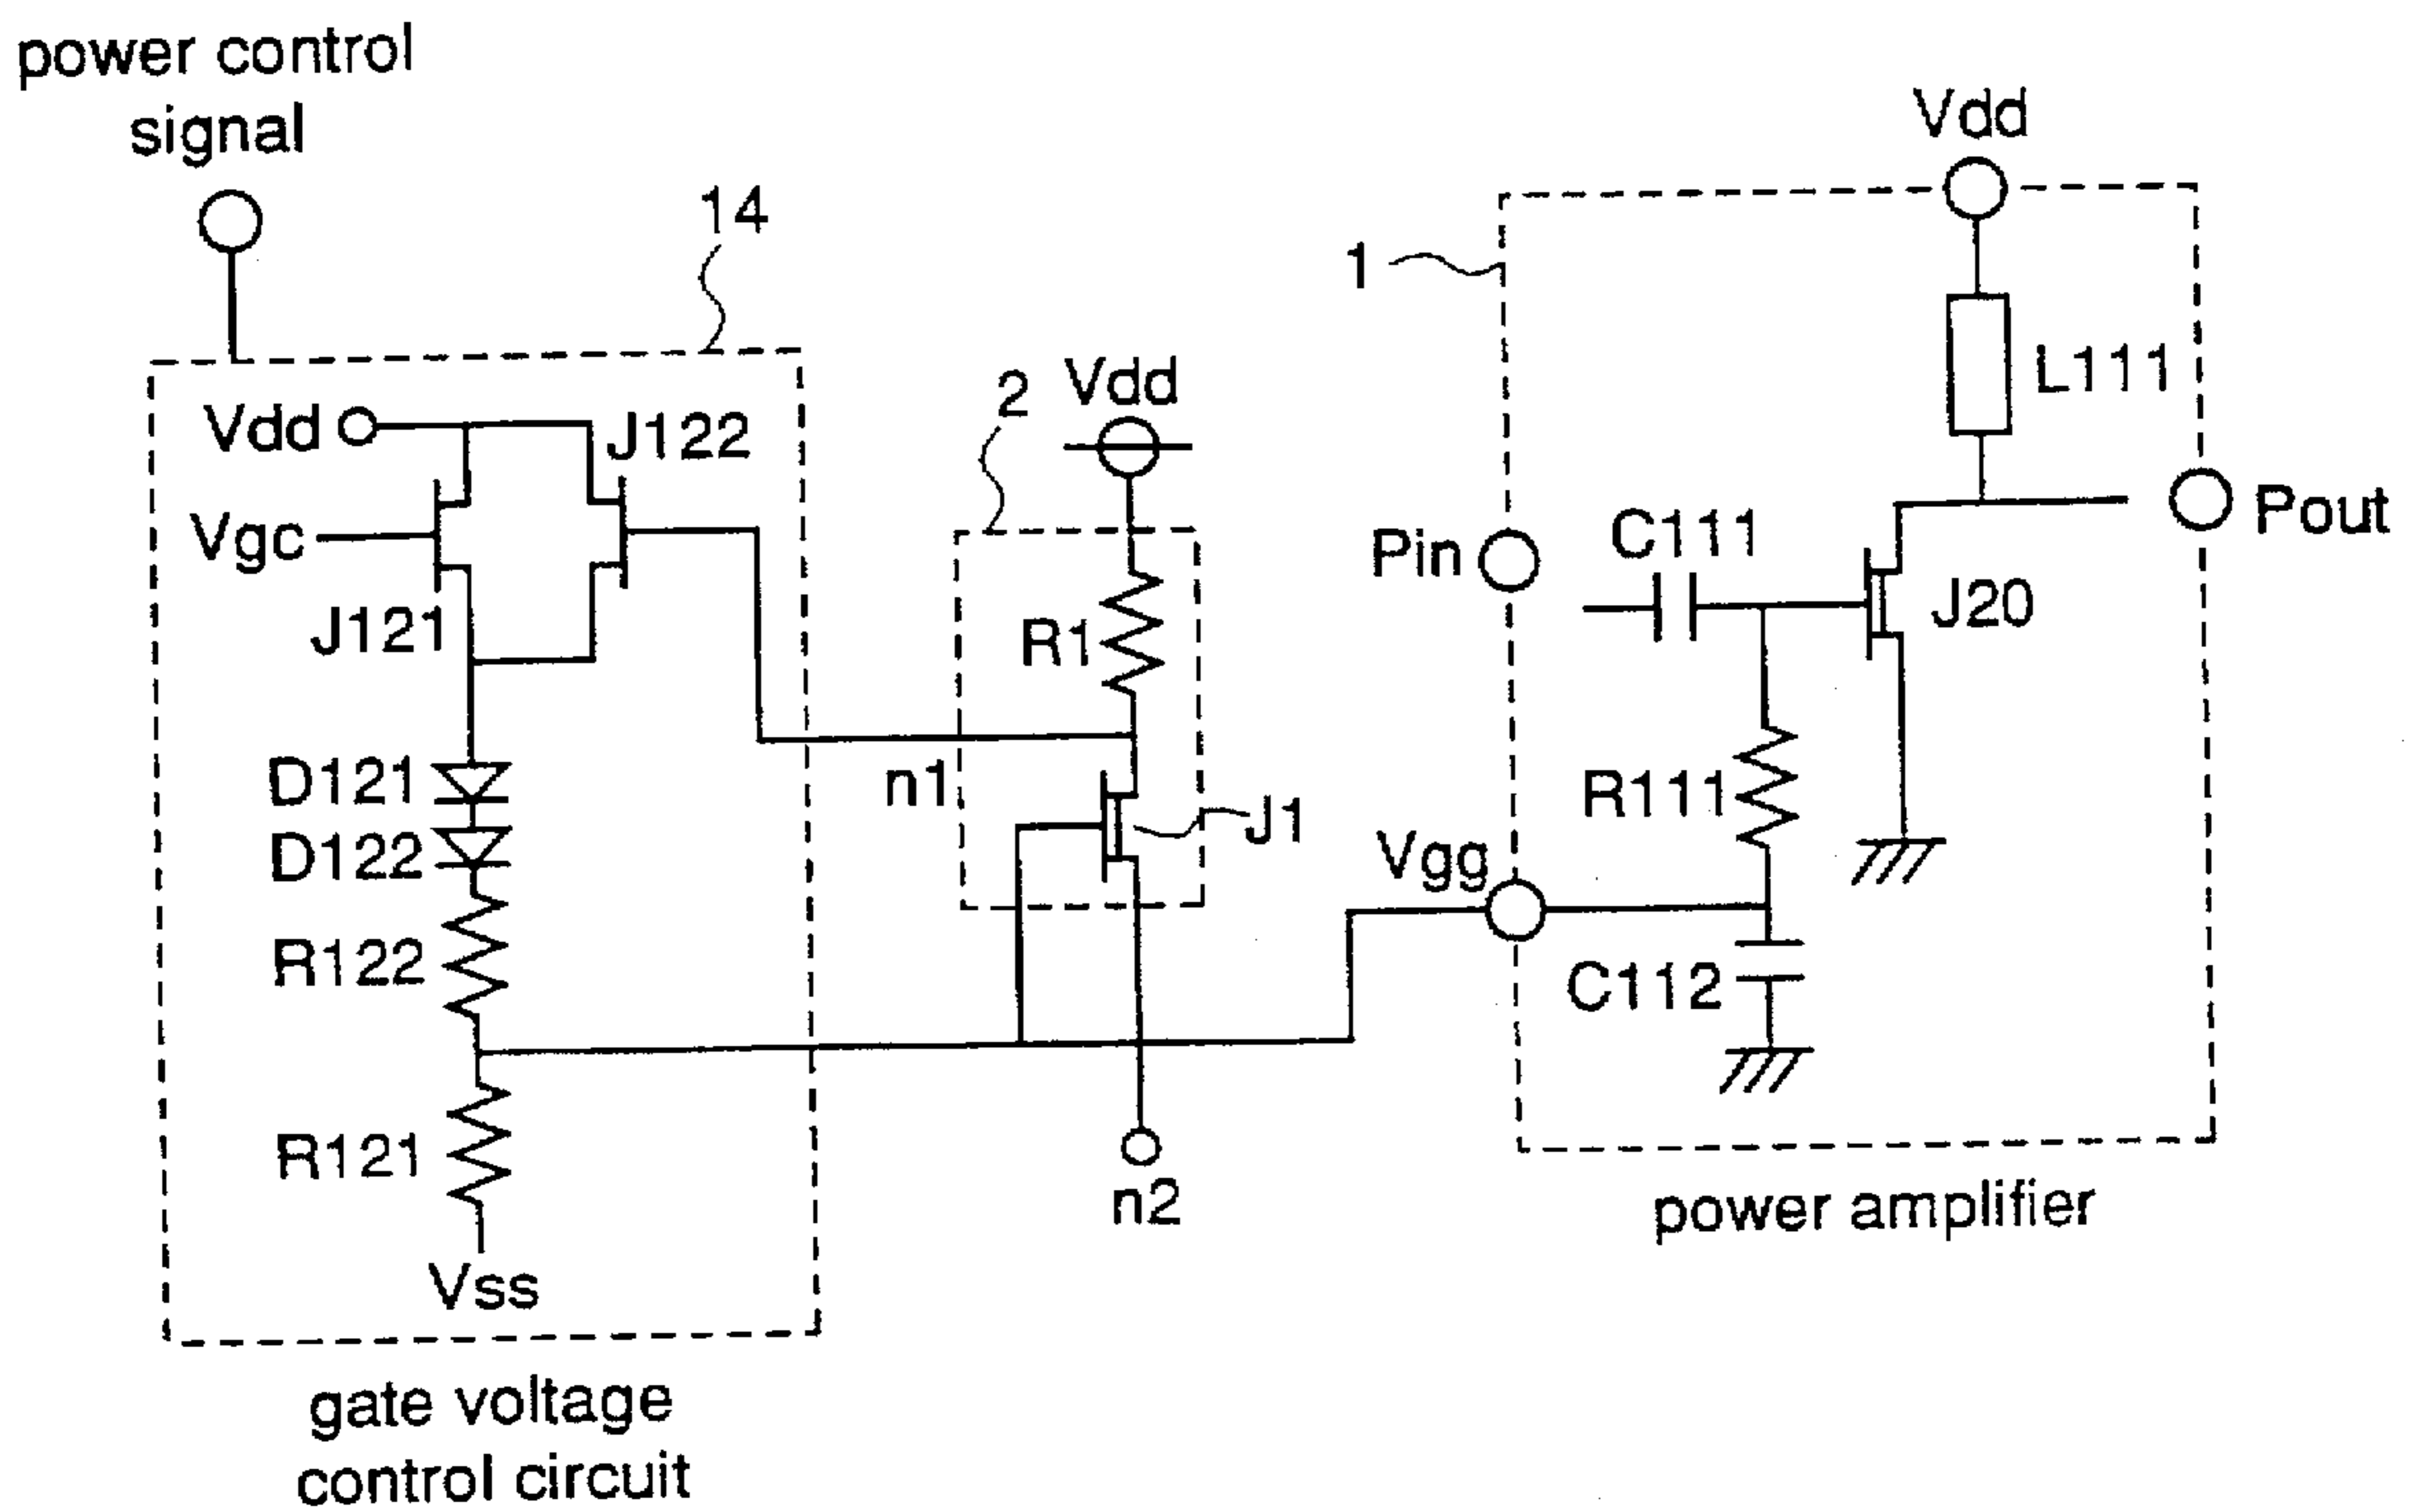 power control
signal
14
Vdd
J122
Vgc
J121
D121
D122
R122
R121
Vss
gate voltage
control circuit
2
Vdd
R1
n1
J1
n2
1
Vdd
L111
Pin
C111
Pout
J20
R111
Vgg
C112
power amplifier